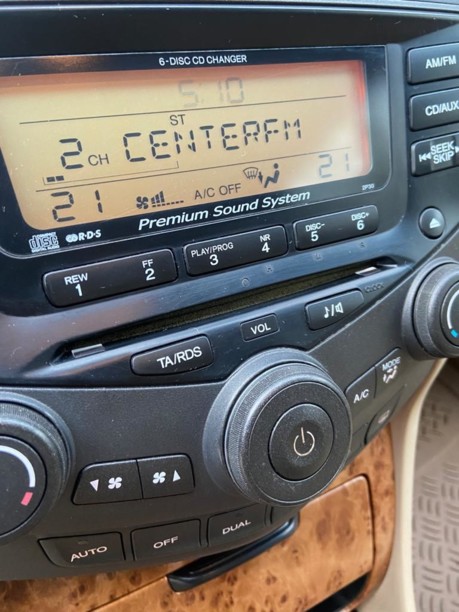 6-DISC CD CHANGER
5:10
ST
2 CH CENTERFM
21 A/C OFF 21
Premium Sound System
R·D·S
AM/FM
CD/AUX
SEEK
SKIP
REW
1
FF
2
PLAY/PROG
3
NR
4
DISC-
5
DISC+
6
TA/RDS
VOL
A/C
MODE
AUTO
OFF
DUAL